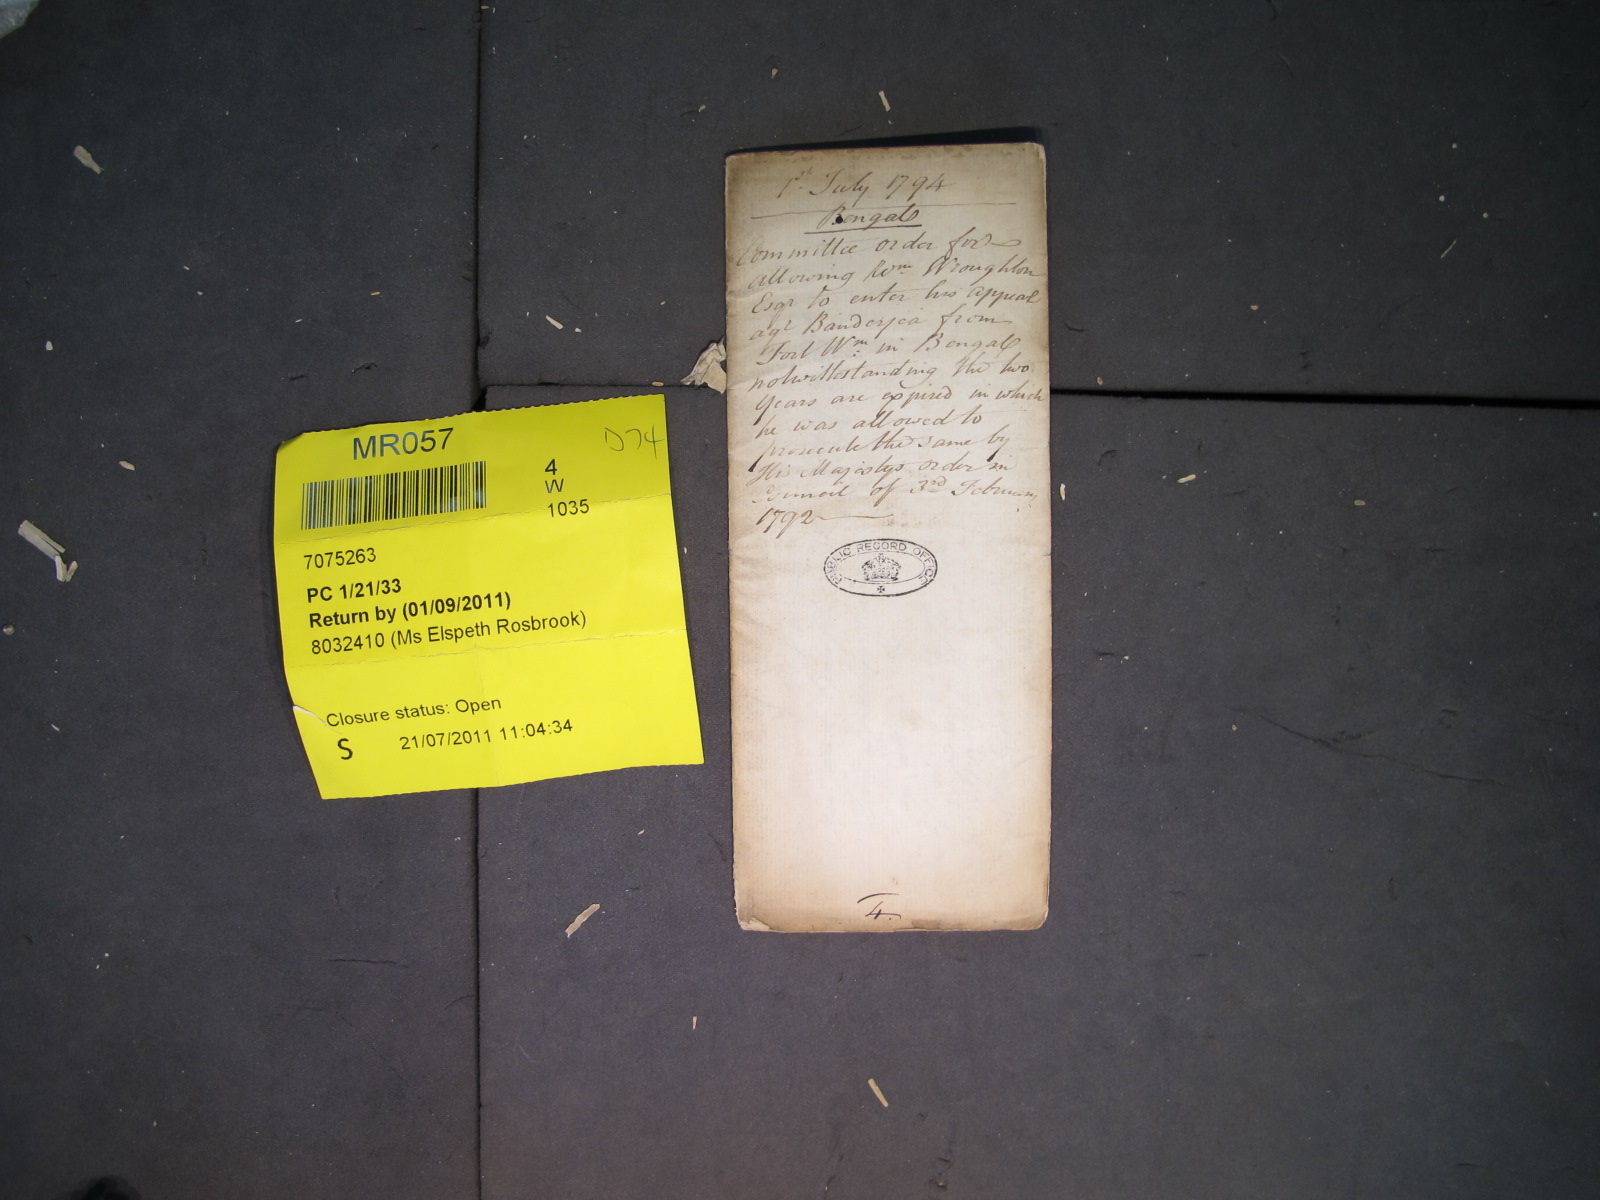 MR057
D74
4
W
1035
7075263
PC 1/21/33
Return by (01/09/2011)
8032410 (Ms Elspeth Rosbrook)
Closure status: Open
S 21/07/2011 11:04:34
1st July 1794
Bengal
Committee order for
allowing Wm Wroughton
Esqr to enter his appeal
agt Banderjea from
Fort Wm in Bengal
notwithstanding the two
Years are expired in which
he was allowed to
prosecute the same by
His Majestys order in
Council of 3rd February
1792
PUBLIC RECORD OFFICE
4.